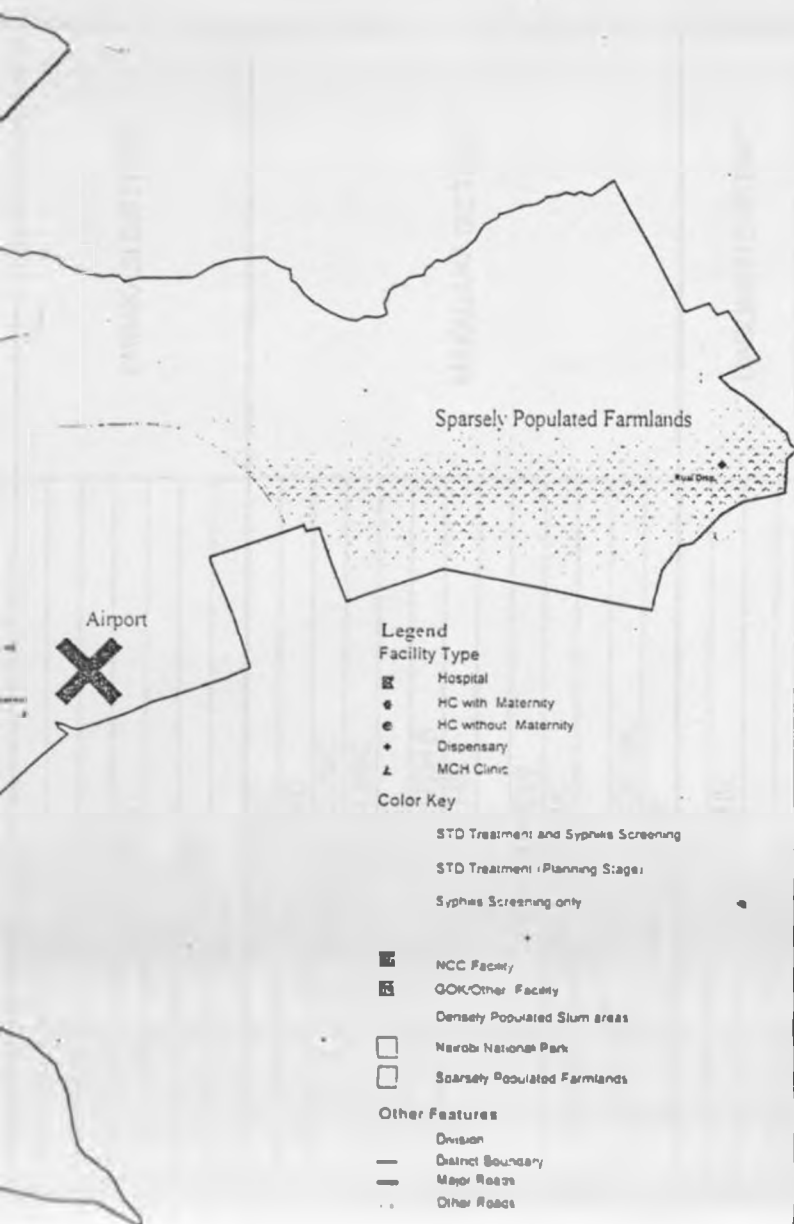 Sparsely Populated Farmlands
Disp.
Airport
Legend
Facility Type
Hospital
HC with Maternity
HC without Maternity
Dispensary
MCH Clinic
Color Key
STD Treatment and Syphilis Screening
STD Treatment (Planning Stage)
Syphilis Screening only
NCC Facility
GOK/Other Facility
Densely Populated Slum areas
Nairobi National Park
Sparsely Populated Farmlands
Other Features
Division
District Boundary
Major Roads
Other Roads